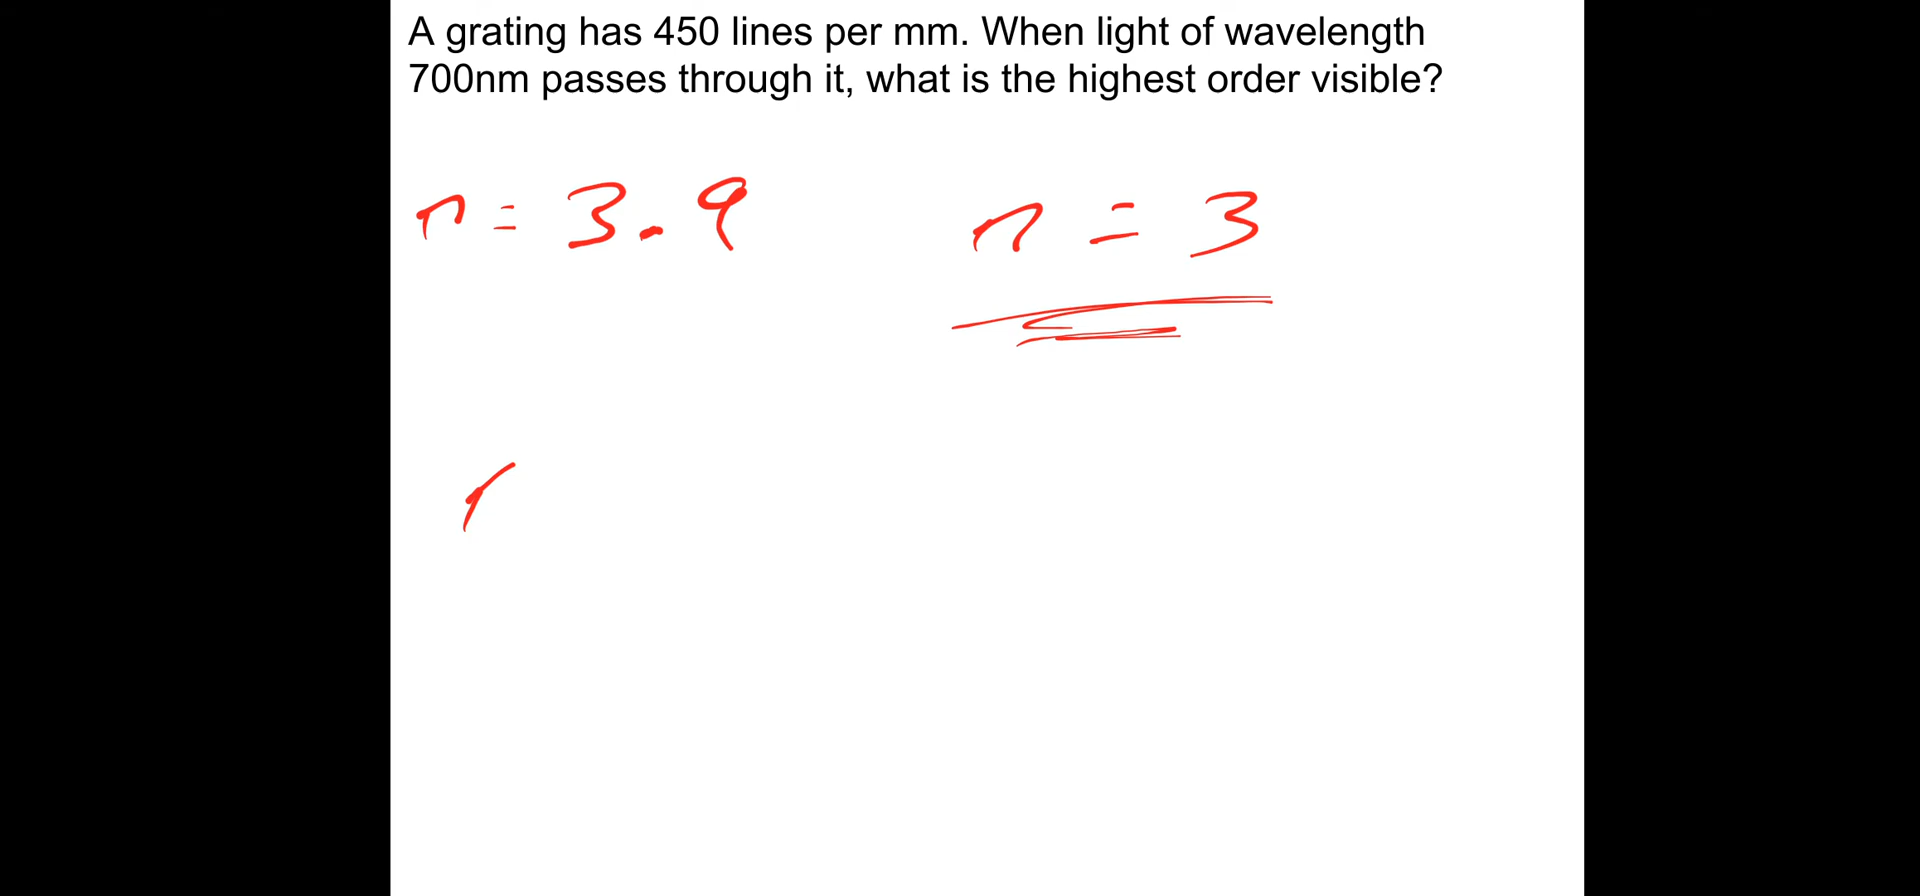 A grating has 450 lines per mm. When light of wavelength
700nm passes through it, what is the highest order visible?
n = 3.9 n = 3